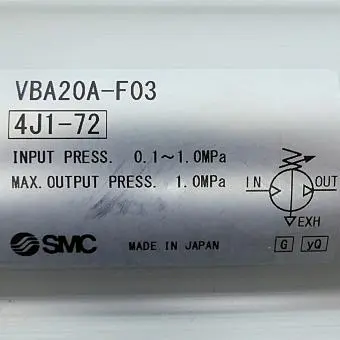 VBA20A-F03
4J1-72
INPUT PRESS. 0.1~1.0MPa
MAX. OUTPUT PRESS. 1.0MPa
IN OUT
EXH
SMC MADE IN JAPAN G yQ